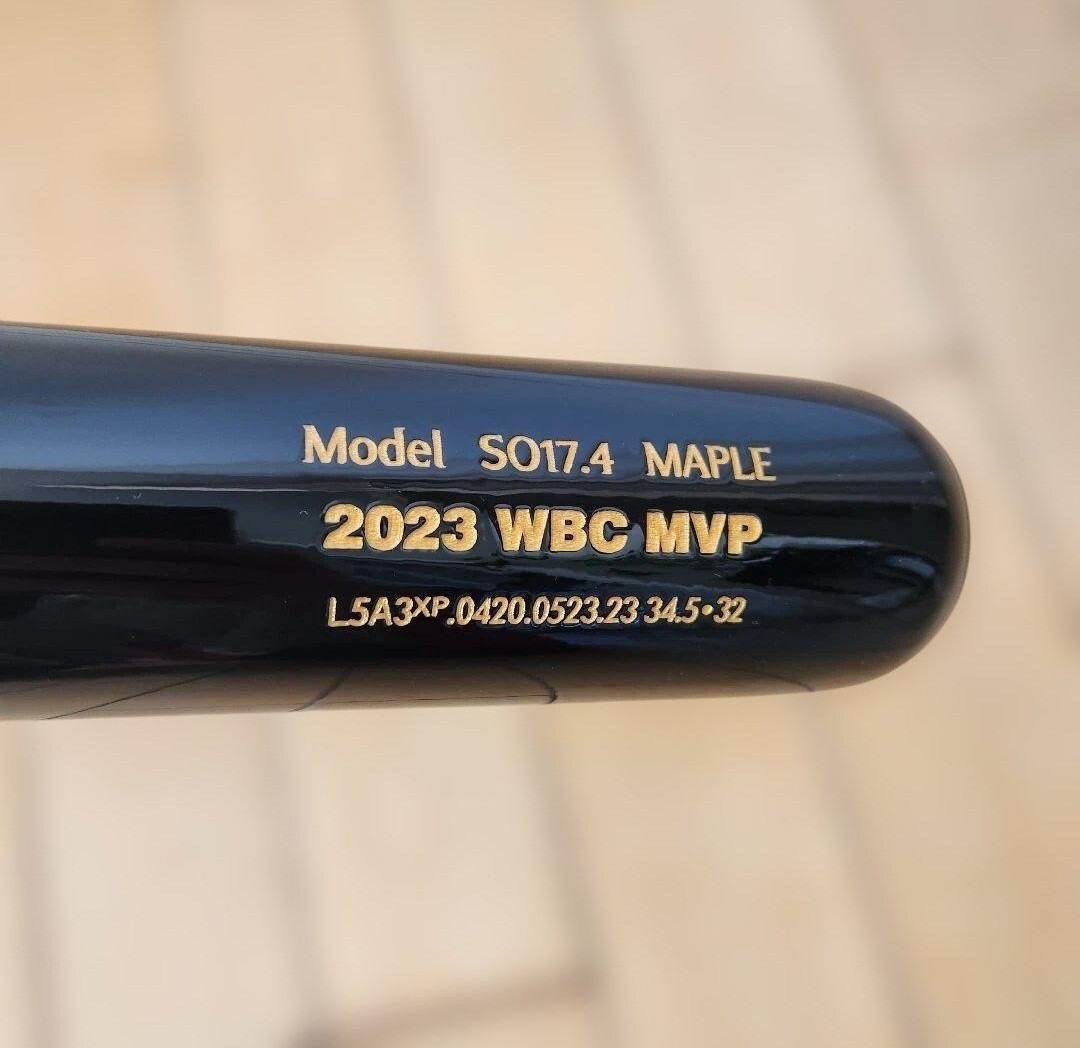 Model SO17.4 MAPLE
2023 WBC MVP
L5A3XP.0420.0523.23 34.5•32